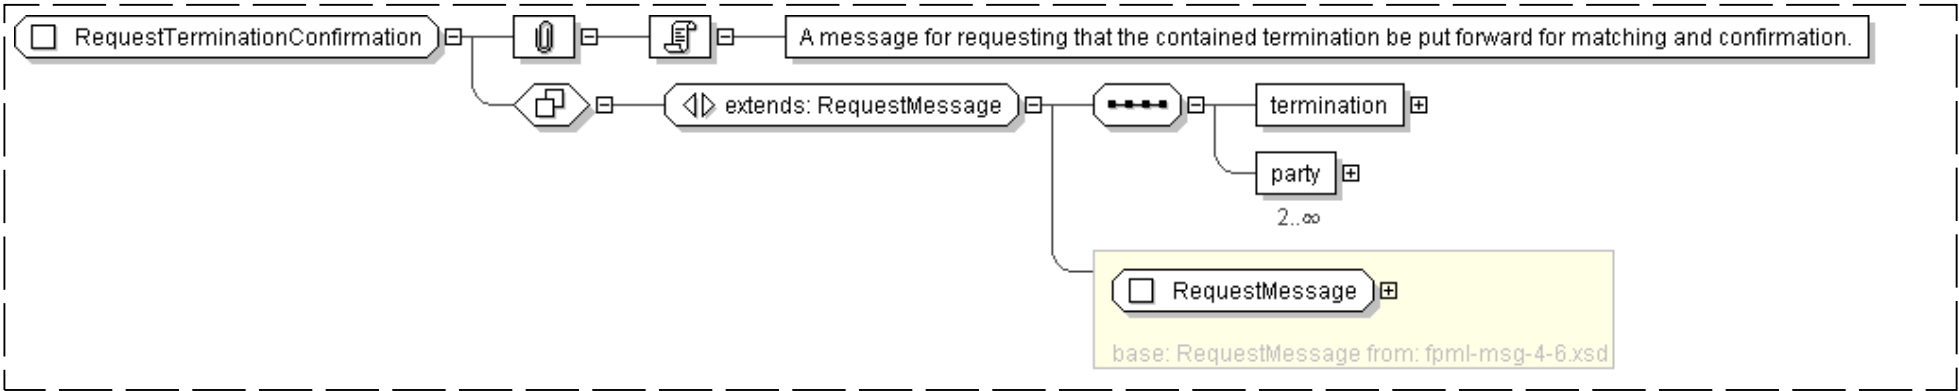 RequestTerminationConfirmation
A message for requesting that the contained termination be put forward for matching and confirmation.
extends: RequestMessage
termination
party
2..∞
RequestMessage
base: RequestMessage from: fpml-msg-4-6.xsd